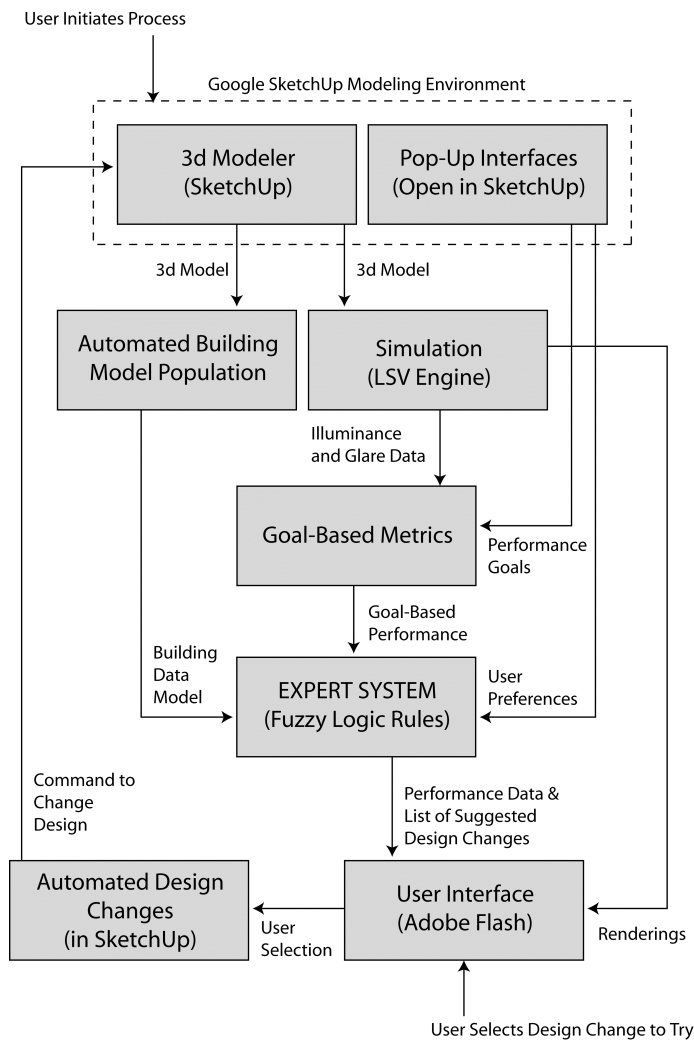 User Initiates Process
Google SketchUp Modeling Environment
3d Modeler
(SketchUp)
Pop-Up Interfaces
(Open in SketchUp)
3d Model
3d Model
Automated Building
Model Population
Simulation
(LSV Engine)
Illuminance
and Glare Data
Goal-Based Metrics
Performance
Goals
Goal-Based
Performance
Building
Data
Model
EXPERT SYSTEM
(Fuzzy Logic Rules)
User
Preferences
Command to
Change
Design
Performance Data &
List of Suggested
Design Changes
Automated Design
Changes
(in SketchUp)
User
Selection
User Interface
(Adobe Flash)
Renderings
User Selects Design Change to Try